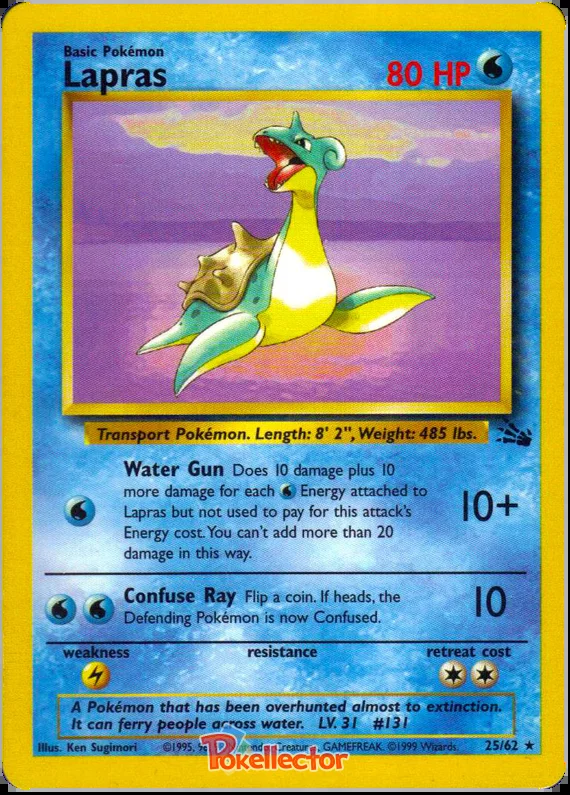 Basic Pokémon
Lapras 80 HP
Transport Pokémon. Length: 8' 2", Weight: 485 lbs.
Water Gun Does 10 damage plus 10
more damage for each Energy attached to
Lapras but not used to pay for this attack's
Energy cost. You can't add more than 20
damage in this way.
10+
Confuse Ray Flip a coin. If heads, the
Defending Pokémon is now Confused.
10
weakness resistance retreat cost
A Pokémon that has been overhunted almost to extinction.
It can ferry people across water. LV. 31 #131
Illus. Ken Sugimori ©1995, 96, Nintendo, Creatures, GAMEFREAK. ©1999 Wizards. 25/62 ★
Pokellector